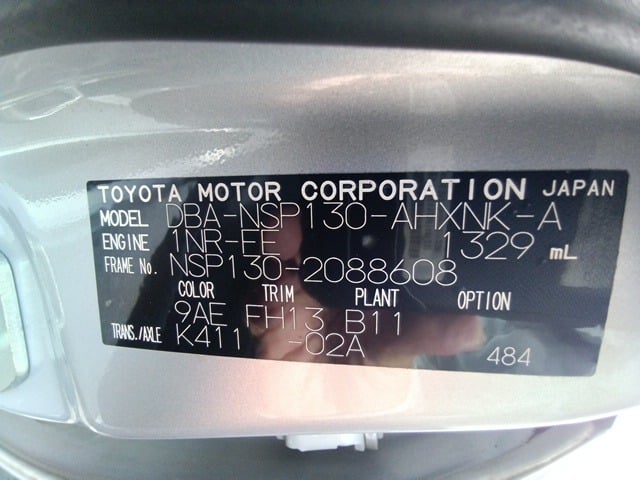 TOYOTA MOTOR CORPORATION JAPAN
MODEL DBA-NSP130-AHXNK-A
ENGINE 1NR-FE 1329 mL
FRAME No. NSP130-2088608
COLOR TRIM PLANT OPTION
9AE FH13 B11
TRANS./AXLE K411 -02A
484